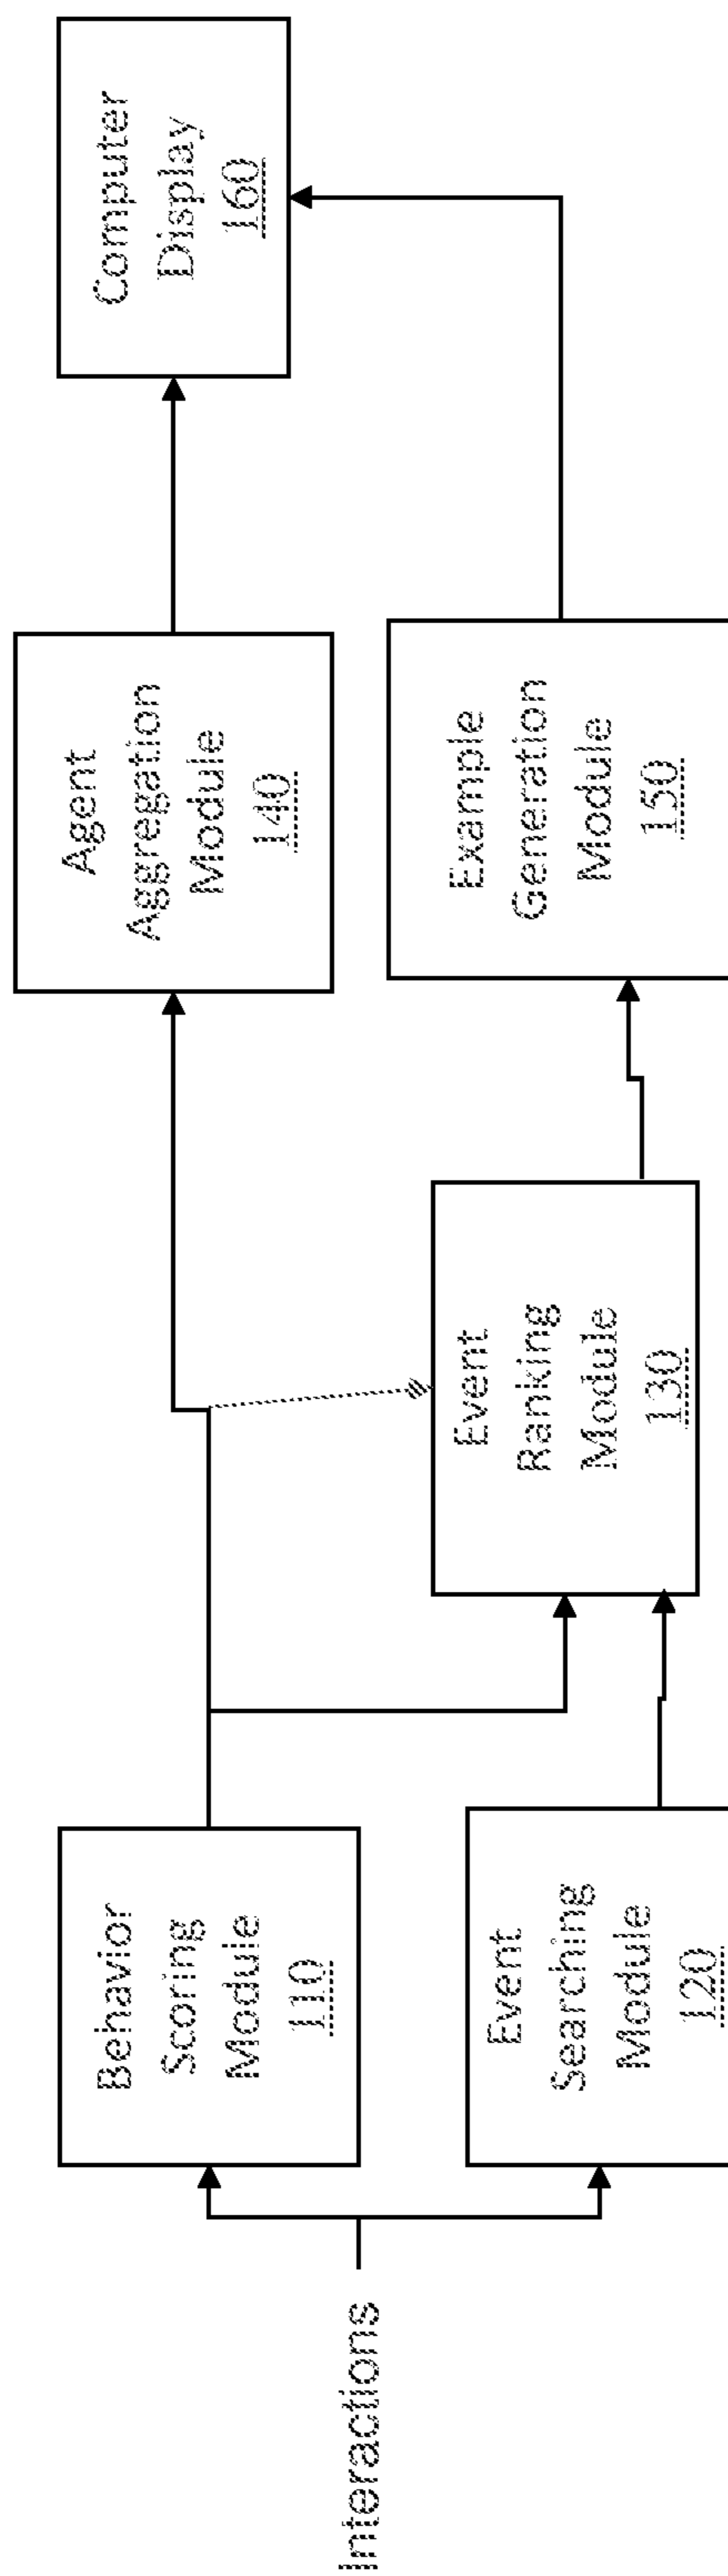 Interactions
Behavior
Scoring
Module
110
Event
Searching
Module
120
Event
Ranking
Module
130
Agent
Aggregation
Module
140
Example
Generation
Module
150
Computer
Display
160